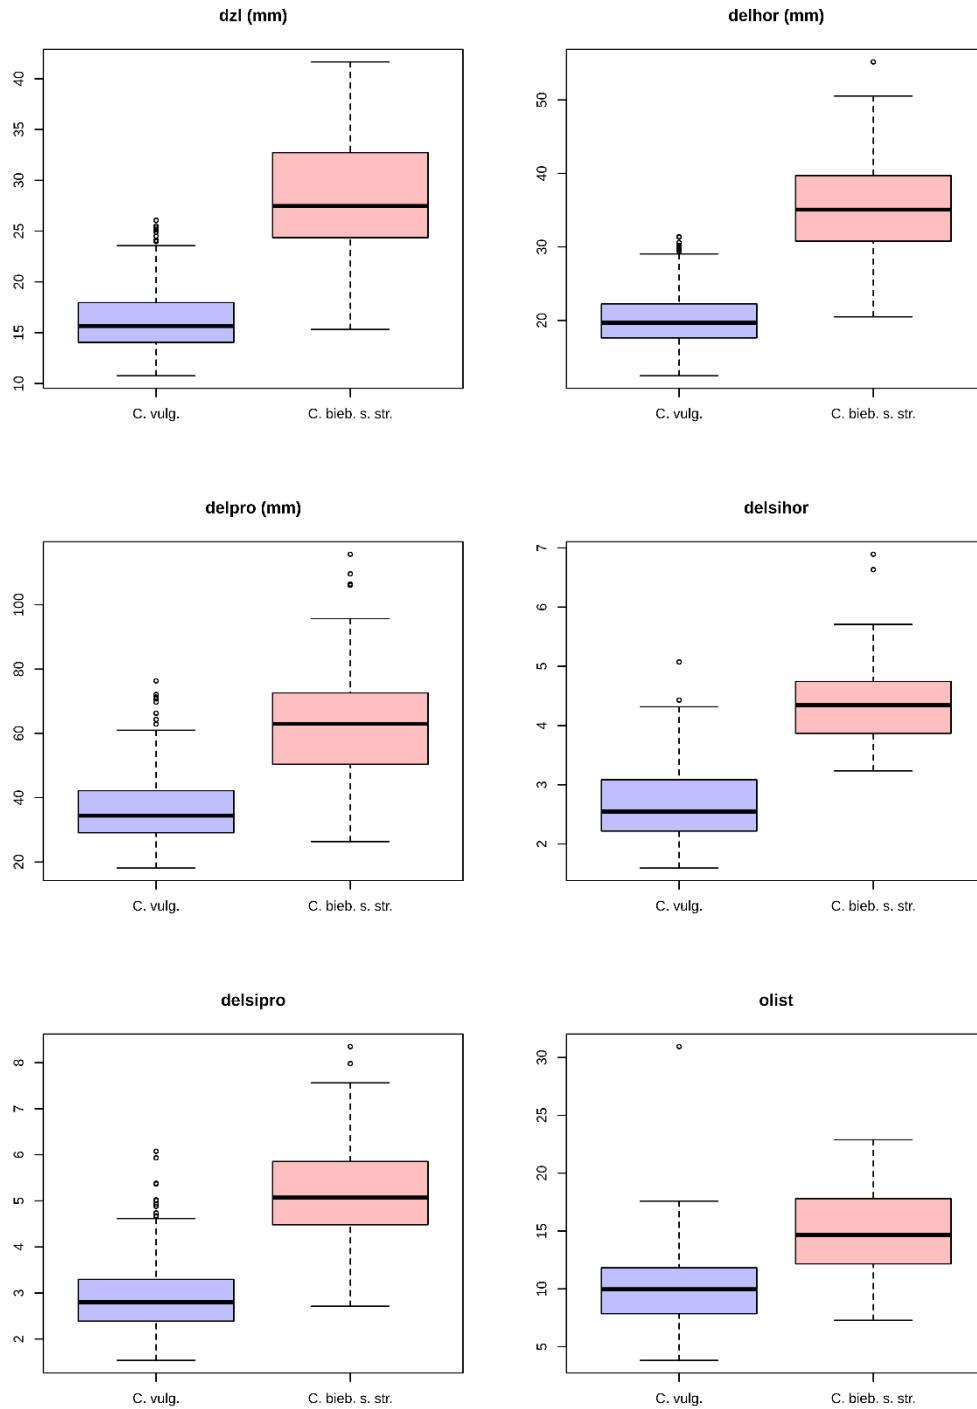 dzl (mm)
40
35
30
25
20
15
10
C. vulg.
C. bieb. s. str.
delhor (mm)
50
40
30
20
C. vulg.
C. bieb. s. str.
delpro (mm)
100
80
60
40
20
C. vulg.
C. bieb. s. str.
delsihor
7
6
5
4
3
2
C. vulg.
C. bieb. s. str.
delsipro
8
7
6
5
4
3
2
C. vulg.
C. bieb. s. str.
olist
30
25
20
15
10
5
C. vulg.
C. bieb. s. str.